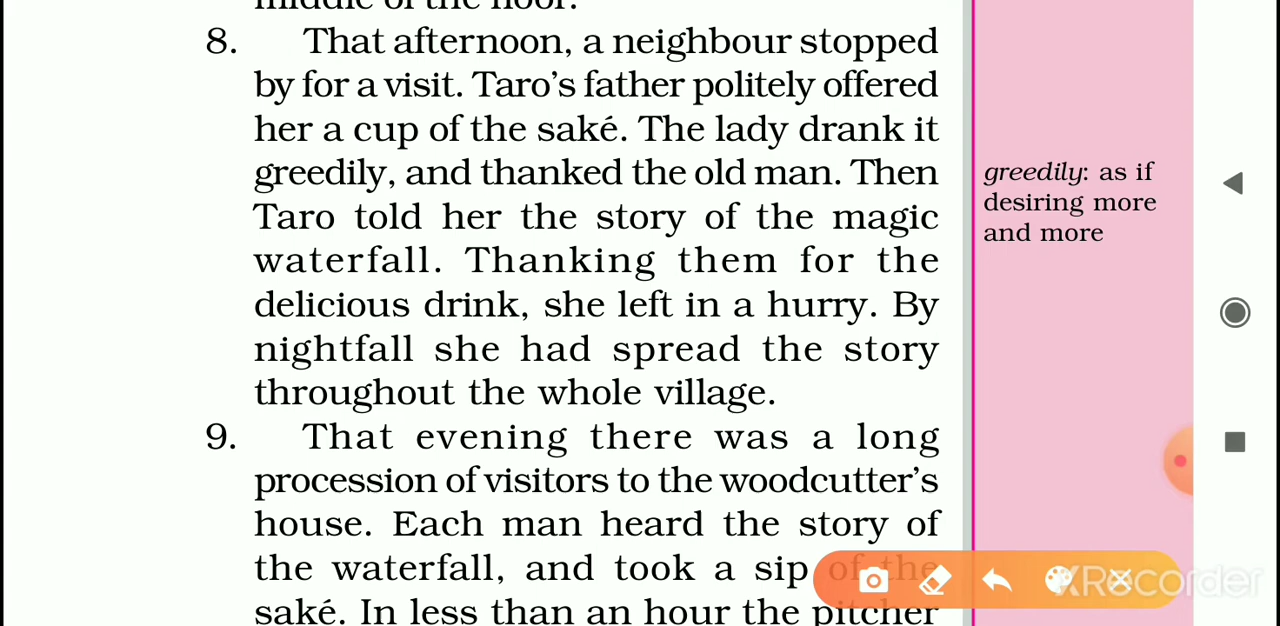 middle of the floor.
8. That afternoon, a neighbour stopped
by for a visit. Taro's father politely offered
her a cup of the saké. The lady drank it
greedily, and thanked the old man. Then
Taro told her the story of the magic
waterfall. Thanking them for the
delicious drink, she left in a hurry. By
nightfall she had spread the story
throughout the whole village.
9. That evening there was a long
procession of visitors to the woodcutter's
house. Each man heard the story of
the waterfall, and took a sip of the
saké. In less than an hour the pitcher
greedily: as if
desiring more
and more
XRecorder